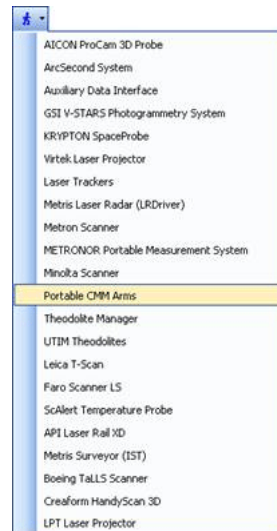 AICON ProCam 3D Probe
ArcSecond System
Auxiliary Data Interface
GSI V-STARS Photogrammetry System
KRYPTON SpaceProbe
Virtek Laser Projector
Laser Trackers
Metris Laser Radar (LRDriver)
Metron Scanner
METRONOR Portable Measurement System
Minolta Scanner
Portable CMM Arms
Theodolite Manager
UTIM Theodolites
Leica T-Scan
Faro Scanner LS
ScAlert Temperature Probe
API Laser Rail XD
Metris Surveyor (IST)
Boeing TaLLS Scanner
Creaform HandyScan 3D
LPT Laser Projector